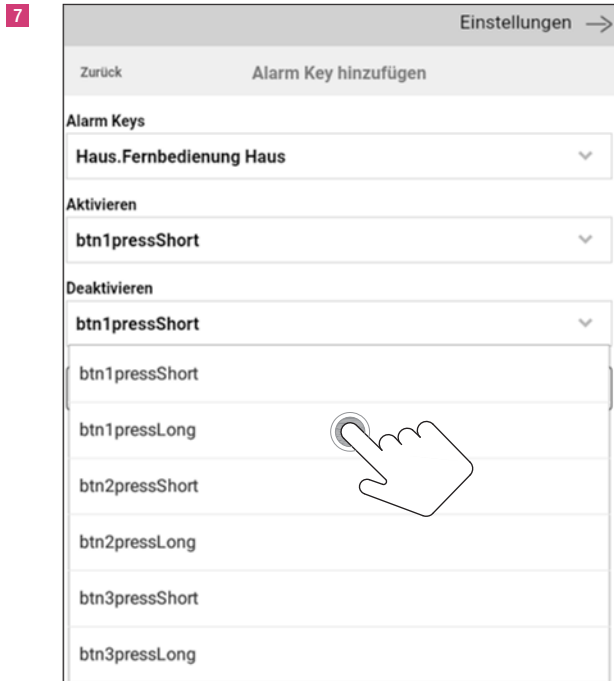 7
Einstellungen
Zurück Alarm Key hinzufügen
Alarm Keys
Haus.Fernbedienung Haus
Aktivieren
btn1pressShort
Deaktivieren
btn1pressShort
btn1pressShort
btn1pressLong
btn2pressShort
btn2pressLong
btn3pressShort
btn3pressLong